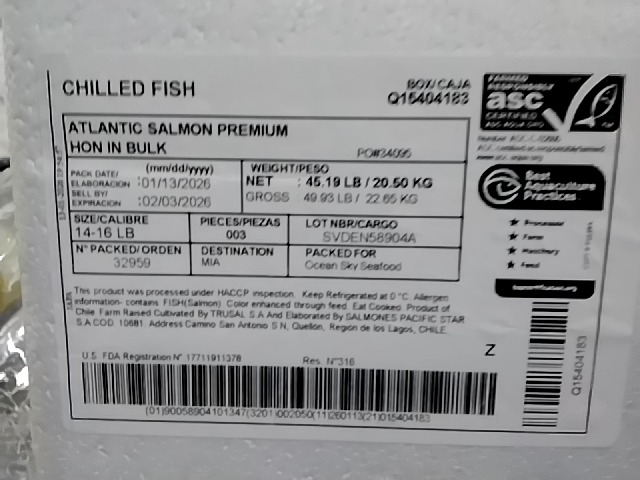 CHILLED FISH
BOX/CAJA
Q15404183
ATLANTIC SALMON PREMIUM
HON IN BULK
PO#34095
(mm/dd/yyyy)
PACK DATE/
ELABORACION : 01/13/2026
SELL BY/
EXPIRACION : 02/03/2026
WEIGHT/PESO
NET : 45.19 LB / 20.50 KG
GROSS : 49.93 LB / 22.65 KG
SIZE/CALIBRE
14-16 LB
PIECES/PIEZAS
003
LOT NBR/CARGO
SVDEN58904A
N° PACKED/ORDEN
32959
DESTINATION
MIA
PACKED FOR
Ocean Sky Seafood
This product was processed under HACCP inspection. Keep Refrigerated at 0 °C. Allergen
information- contains FISH(Salmon). Color enhanced through feed. Eat Cooked. Product of
Chile. Farm Raised Cultivated By TRUSAL S.A And Elaborated By SALMONES PACIFIC STAR
S.A COD. 10681. Address Camino San Antonio S N, Quellón, Región de los Lagos, CHILE.
U.S. FDA Registration N° 17711911378
Res. N°316
Z
(01)90058904101347(3201)002050(11)260113(21)015404183
FARMED
RESPONSIBLY
asc
CERTIFIED
ASC-AQUA.ORG
Best
Aquaculture
Practices
Processor
Farm
Hatchery
Feed
Q15404183